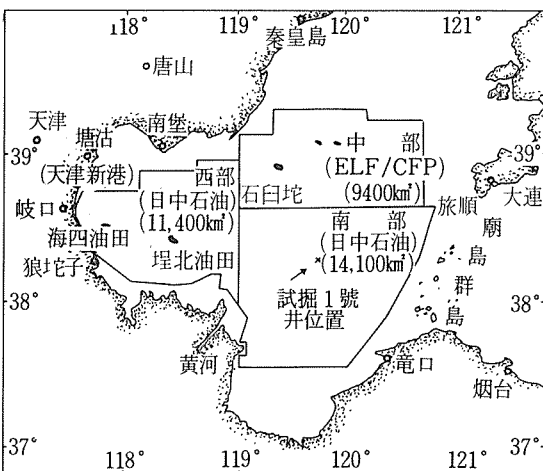 118°
119°
120°
121°
秦皇島
唐山
天津
塘沽
南堡
(天津新港)
39°
39°
中部
(ELF/CFP)
(9400km²)
西部
(日中石油)
(11,400km²)
石臼坨
旅順
大連
岐口
海四油田
埕北油田
狼坨子
南部
(日中石油)
(14,100km²)
廟島群島
試掘1號
井位置
38°
38°
黄河
竜口
烟台
37°
37°
118°
119°
120°
121°